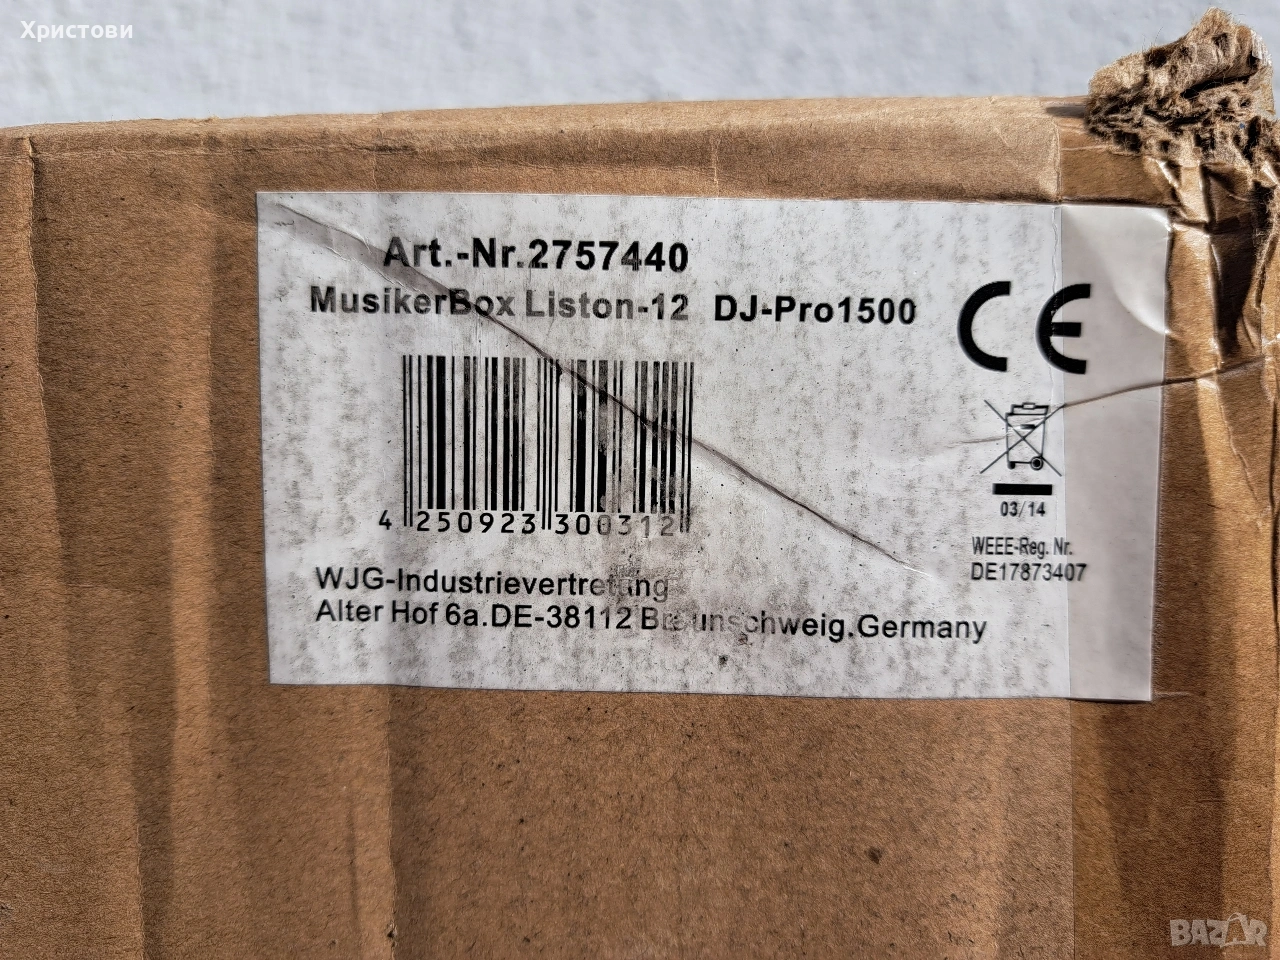 Христови
Art.-Nr.2757440
MusikerBox Liston-12 DJ-Pro1500
CE
4 250923 300312
03/14
WEEE-Reg. Nr.
DE17873407
WJG-Industrievertretung
Alter Hof 6a.DE-38112 Braunschweig.Germany
BAZAR